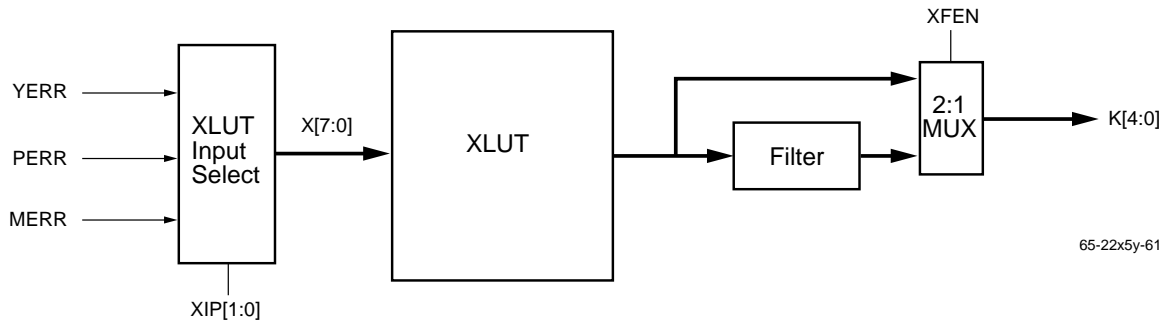 XFEN
YERR
PERR
MERR
XLUT
Input
Select
X[7:0]
XLUT
Filter
2:1
MUX
K[4:0]
XIP[1:0]
65-22x5y-61